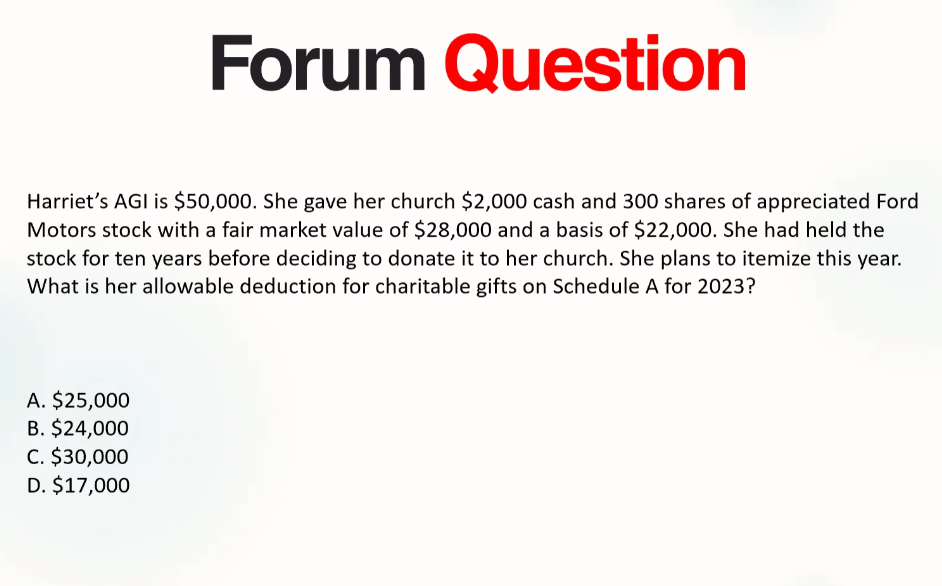 Forum Question
Harriet’s AGI is $50,000. She gave her church $2,000 cash and 300 shares of appreciated Ford
Motors stock with a fair market value of $28,000 and a basis of $22,000. She had held the
stock for ten years before deciding to donate it to her church. She plans to itemize this year.
What is her allowable deduction for charitable gifts on Schedule A for 2023?
A. $25,000
B. $24,000
C. $30,000
D. $17,000